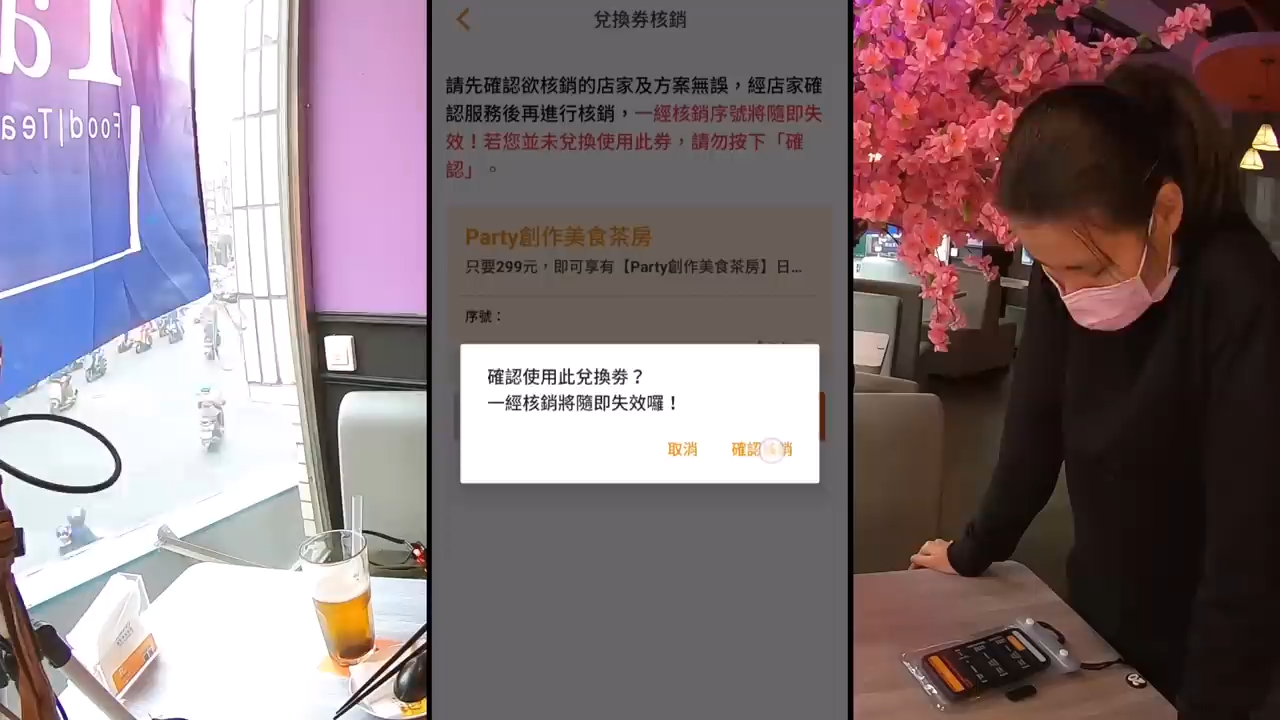 Ta
Food|Tea
兌換券核銷
請先確認欲核銷的店家及方案無誤，經店家確
認服務後再進行核銷，一經核銷序號將隨即失
效！若您並未兌換使用此券，請勿按下「確
認」。
Party創作美食茶房
只要299元，即可享有【Party創作美食茶房】日...
序號：
確認使用此兌換券？
一經核銷將隨即失效囉！
取消
確認核銷